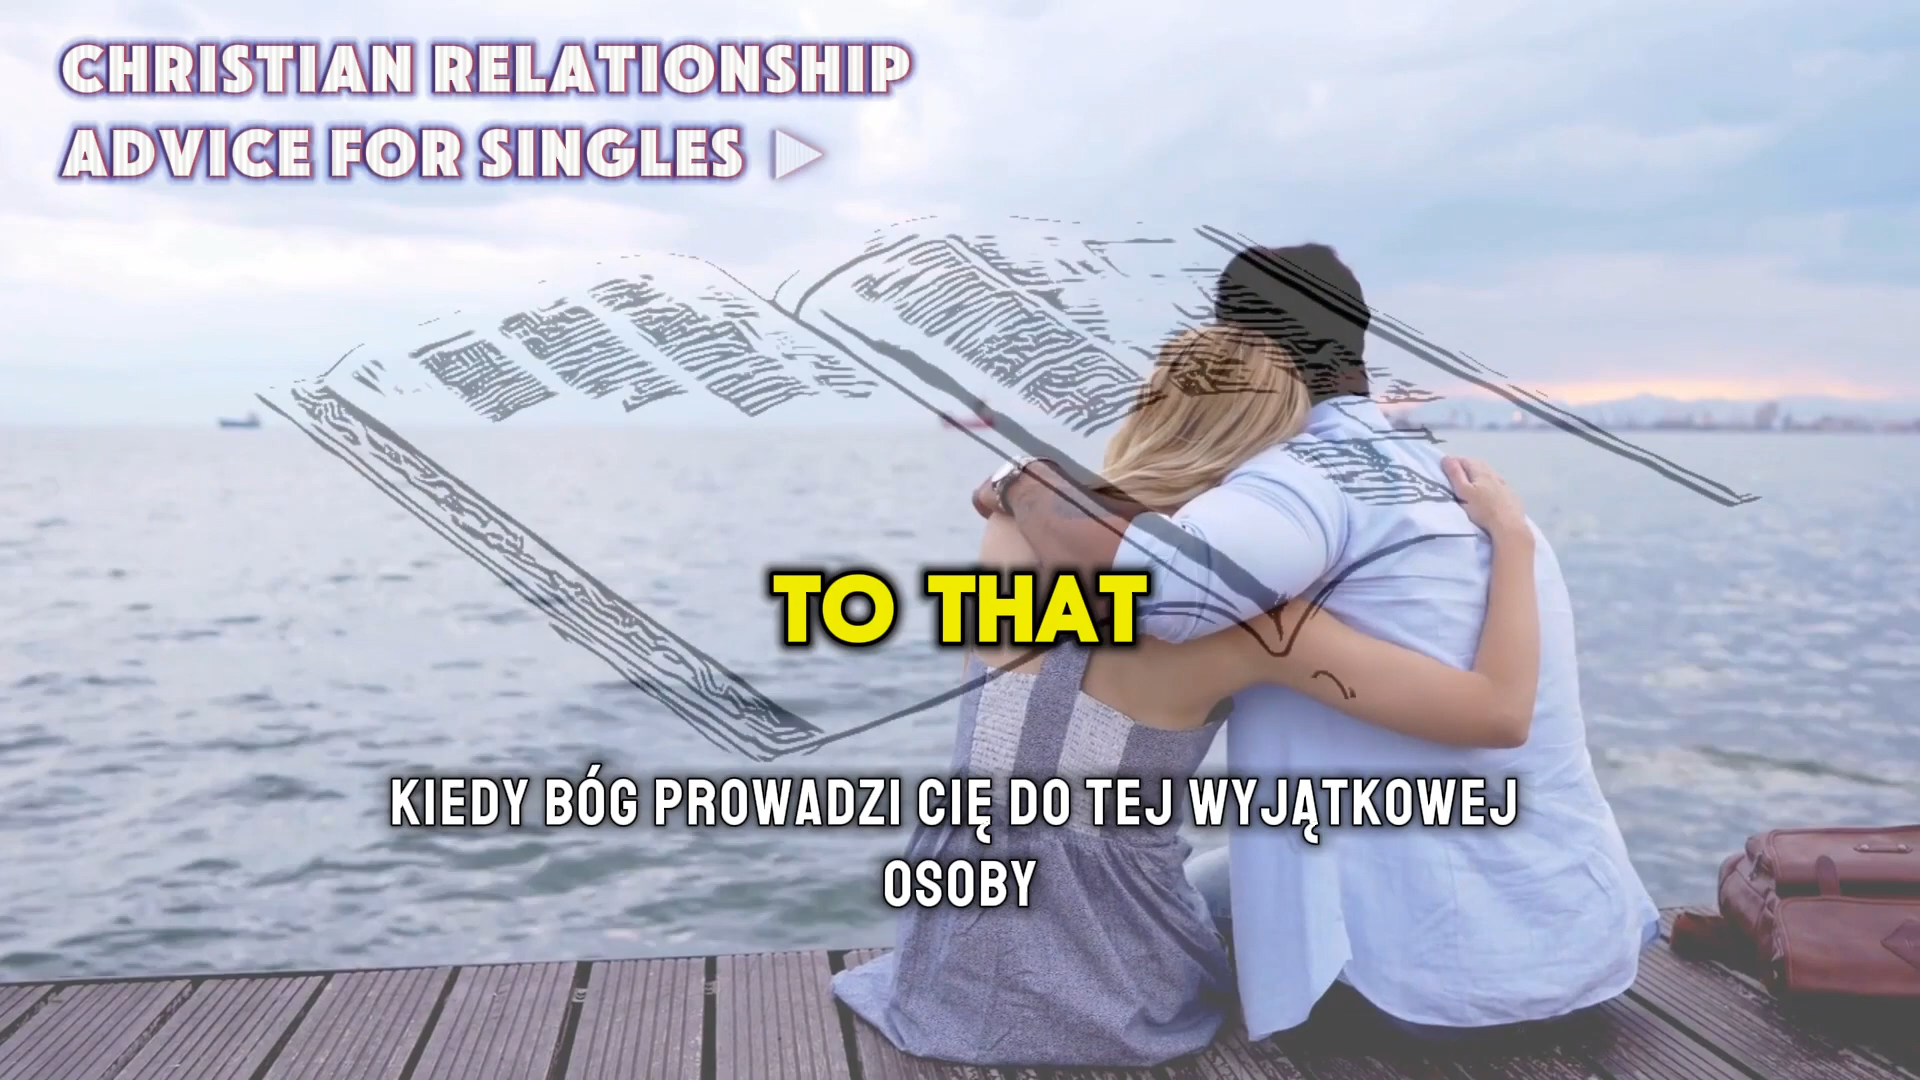 CHRISTIAN RELATIONSHIP
ADVICE FOR SINGLES
TO THAT
KIEDY BÓG PROWADZI CIĘ DO TEJ WYJĄTKOWEJ
OSOBY